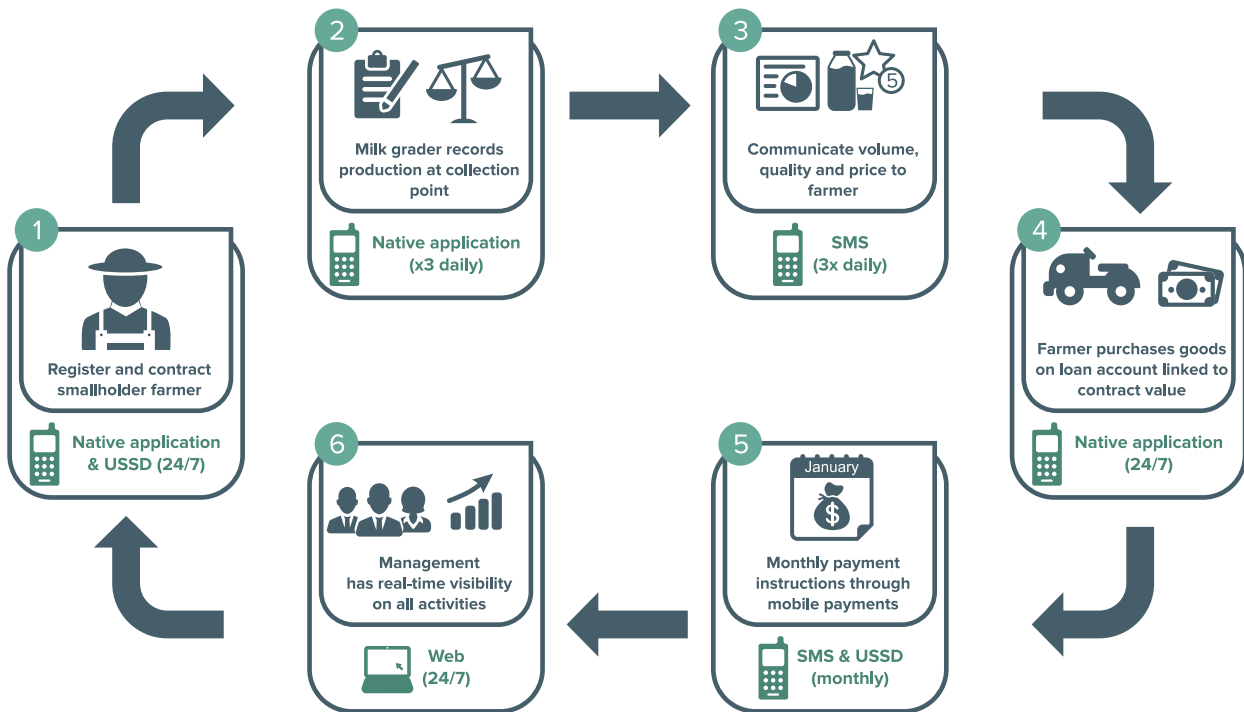 1
Register and contract
smallholder farmer
Native application
& USSD (24/7)
2
Milk grader records
production at collection
point
Native application
(x3 daily)
3
5
Communicate volume,
quality and price to
farmer
SMS
(3x daily)
4
Farmer purchases goods
on loan account linked to
contract value
Native application
(24/7)
5
January
$
Monthly payment
instructions through
mobile payments
SMS & USSD
(monthly)
6
Management
has real-time visibility
on all activities
Web
(24/7)